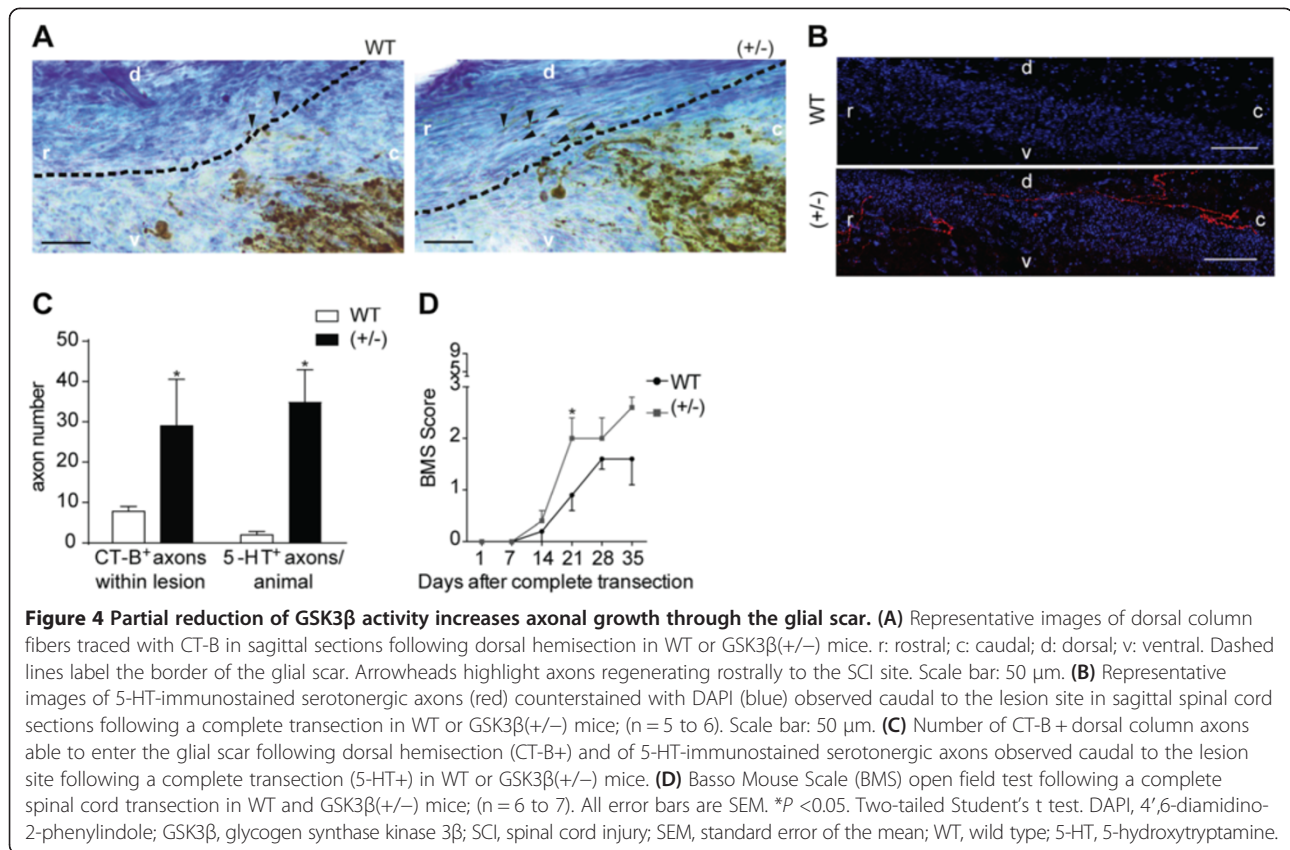 A
WT
(+/-)
d
d
r
c
r
c
v
v
B
WT
d
r
c
v
(+/-)
d
r
c
v
C
WT
(+/-)
50
40
30
20
10
0
axon number
*
*
CT-B+ axons within lesion
5-HT+ axons/ animal
D
WT
(+/-)
9
5
3
2
1
0
BMS Score
*
1 7 14 21 28 35
Days after complete transection
Figure 4 Partial reduction of GSK3β activity increases axonal growth through the glial scar. (A) Representative images of dorsal column
fibers traced with CT-B in sagittal sections following dorsal hemisection in WT or GSK3β(+/−) mice. r: rostral; c: caudal; d: dorsal; v: ventral. Dashed
lines label the border of the glial scar. Arrowheads highlight axons regenerating rostrally to the SCI site. Scale bar: 50 μm. (B) Representative
images of 5-HT-immunostained serotonergic axons (red) counterstained with DAPI (blue) observed caudal to the lesion site in sagittal spinal cord
sections following a complete transection in WT or GSK3β(+/−) mice; (n = 5 to 6). Scale bar: 50 μm. (C) Number of CT-B + dorsal column axons
able to enter the glial scar following dorsal hemisection (CT-B+) and of 5-HT-immunostained serotonergic axons observed caudal to the lesion
site following a complete transection (5-HT+) in WT or GSK3β(+/−) mice. (D) Basso Mouse Scale (BMS) open field test following a complete
spinal cord transection in WT and GSK3β(+/−) mice; (n = 6 to 7). All error bars are SEM. *P <0.05. Two-tailed Student’s t test. DAPI, 4′,6-diamidino-
2-phenylindole; GSK3β, glycogen synthase kinase 3β; SCI, spinal cord injury; SEM, standard error of the mean; WT, wild type; 5-HT, 5-hydroxytryptamine.